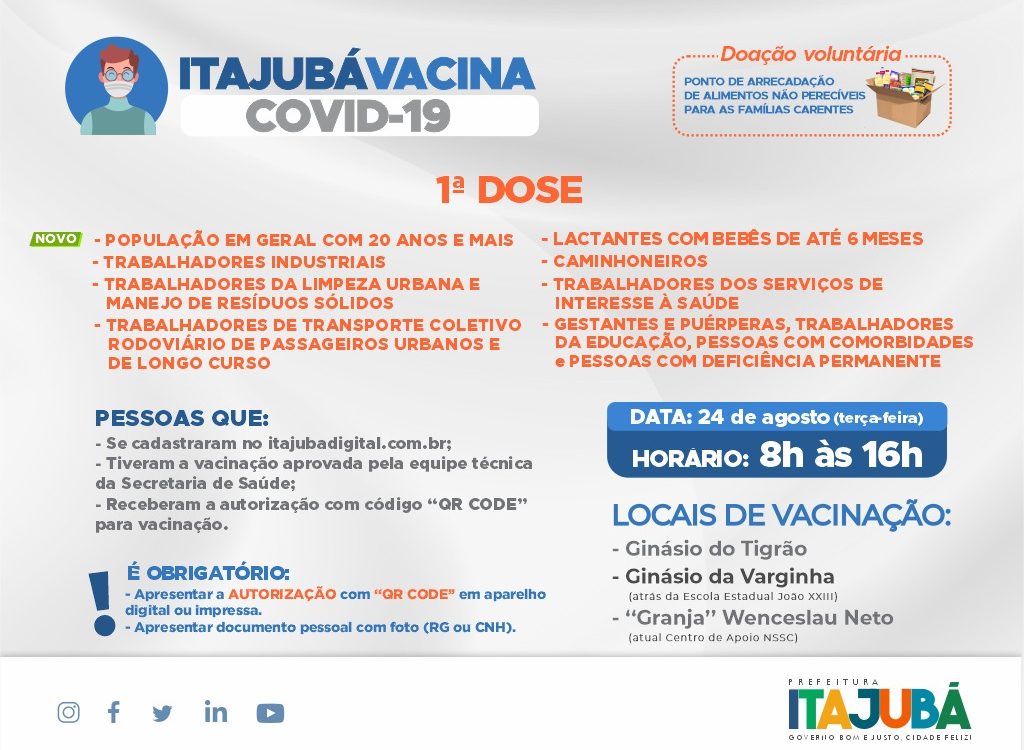 ITAJUBÁVACINA
COVID-19
Doação voluntária
PONTO DE ARRECADAÇÃO
DE ALIMENTOS NÃO PERECÍVEIS
PARA AS FAMÍLIAS CARENTES
1ª DOSE
NOVO
- POPULAÇÃO EM GERAL COM 20 ANOS E MAIS
- TRABALHADORES INDUSTRIAIS
- TRABALHADORES DA LIMPEZA URBANA E
MANEJO DE RESÍDUOS SÓLIDOS
- TRABALHADORES DE TRANSPORTE COLETIVO
RODOVIÁRIO DE PASSAGEIROS URBANOS E
DE LONGO CURSO
- LACTANTES COM BEBÊS DE ATÉ 6 MESES
- CAMINHONEIROS
- TRABALHADORES DOS SERVIÇOS DE
INTERESSE À SAÚDE
- GESTANTES E PUÉRPERAS, TRABALHADORES
DA EDUCAÇÃO, PESSOAS COM COMORBIDADES
e PESSOAS COM DEFICIÊNCIA PERMANENTE
PESSOAS QUE:
- Se cadastraram no itajubadigital.com.br;
- Tiveram a vacinação aprovada pela equipe técnica
da Secretaria de Saúde;
- Receberam a autorização com código “QR CODE”
para vacinação.
! É OBRIGATÓRIO:
- Apresentar a AUTORIZAÇÃO com “QR CODE” em aparelho
digital ou impressa.
- Apresentar documento pessoal com foto (RG ou CNH).
DATA: 24 de agosto (terça-feira)
HORÁRIO: 8h às 16h
LOCAIS DE VACINAÇÃO:
- Ginásio do Tigrão
- Ginásio da Varginha
(atrás da Escola Estadual João XXIII)
- “Granja” Wenceslau Neto
(atual Centro de Apoio NSSC)
PREFEITURA
ITAJUBÁ
GOVERNO BOM E JUSTO, CIDADE FELIZ!